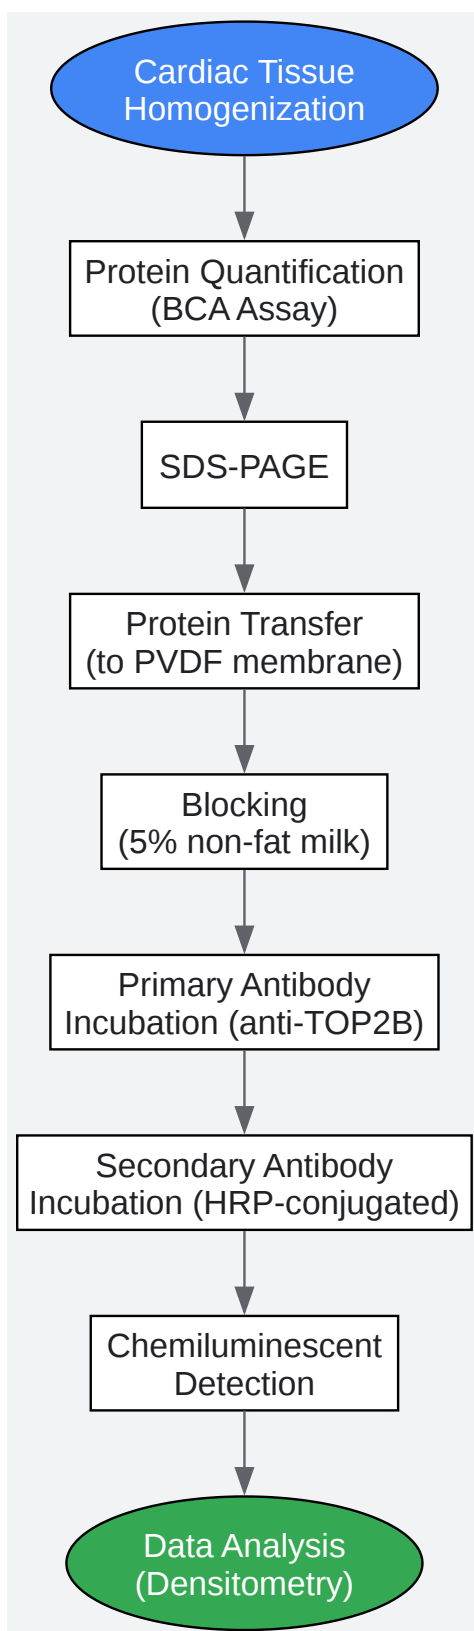 Cardiac Tissue
Homogenization
Protein Quantification
(BCA Assay)
SDS-PAGE
Protein Transfer
(to PVDF membrane)
Blocking
(5% non-fat milk)
Primary Antibody
Incubation (anti-TOP2B)
Secondary Antibody
Incubation (HRP-conjugated)
Chemiluminescent
Detection
Data Analysis
(Densitometry)